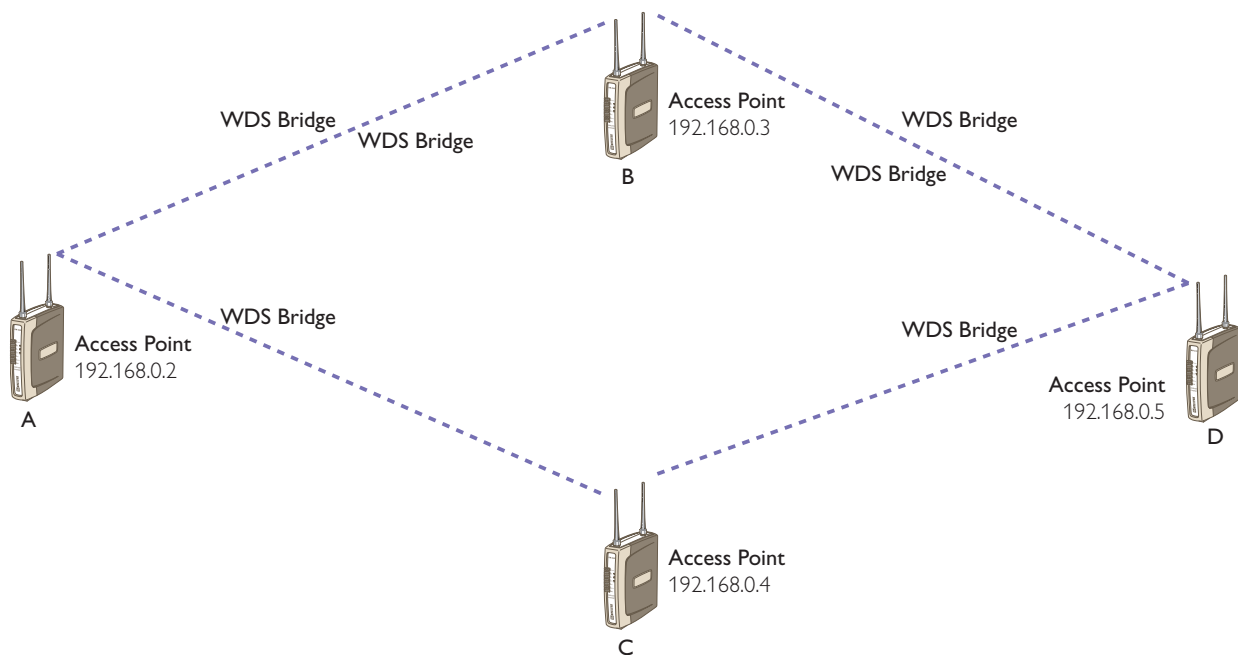 WDS Bridge
WDS Bridge
Access Point
192.168.0.3
B
WDS Bridge
WDS Bridge
Access Point
192.168.0.2
A
WDS Bridge
WDS Bridge
Access Point
192.168.0.5
D
Access Point
192.168.0.4
C